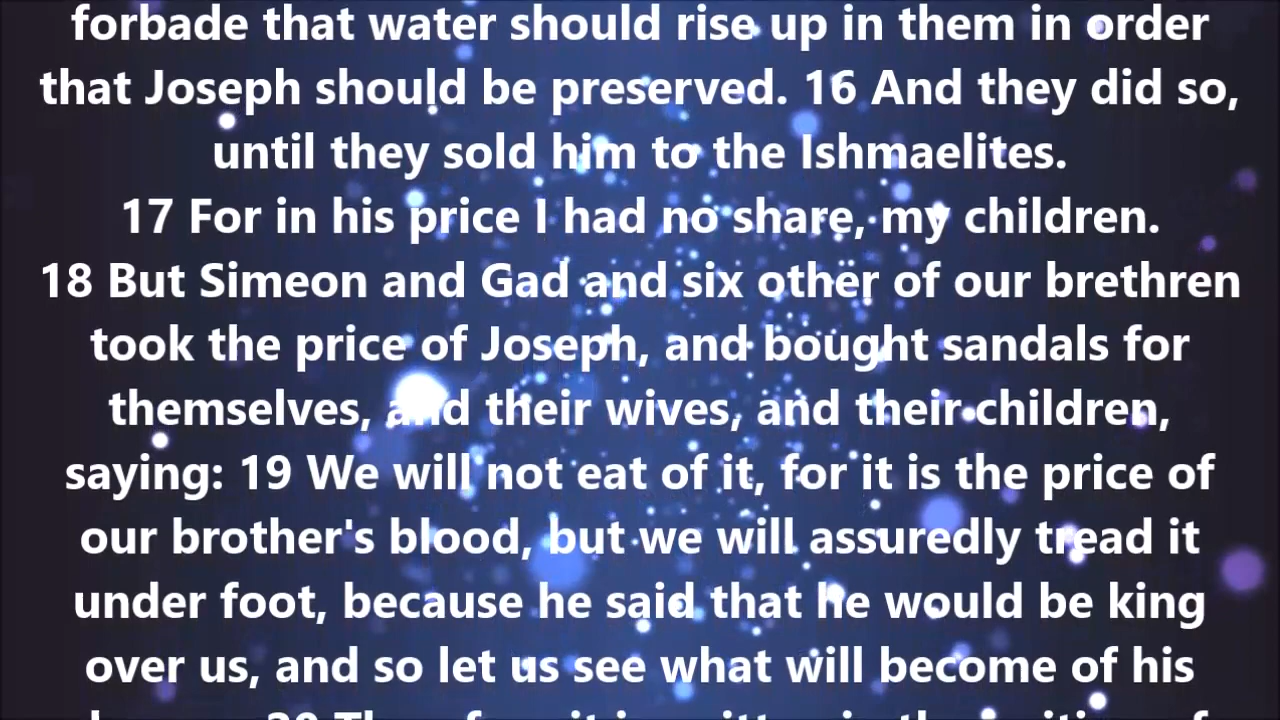 forbade that water should rise up in them in order
that Joseph should be preserved. 16 And they did so,
until they sold him to the Ishmaelites.
17 For in his price I had no share, my children.
18 But Simeon and Gad and six other of our brethren
took the price of Joseph, and bought sandals for
themselves, and their wives, and their children,
saying: 19 We will not eat of it, for it is the price of
our brother's blood, but we will assuredly tread it
under foot, because he said that he would be king
over us, and so let us see what will become of his